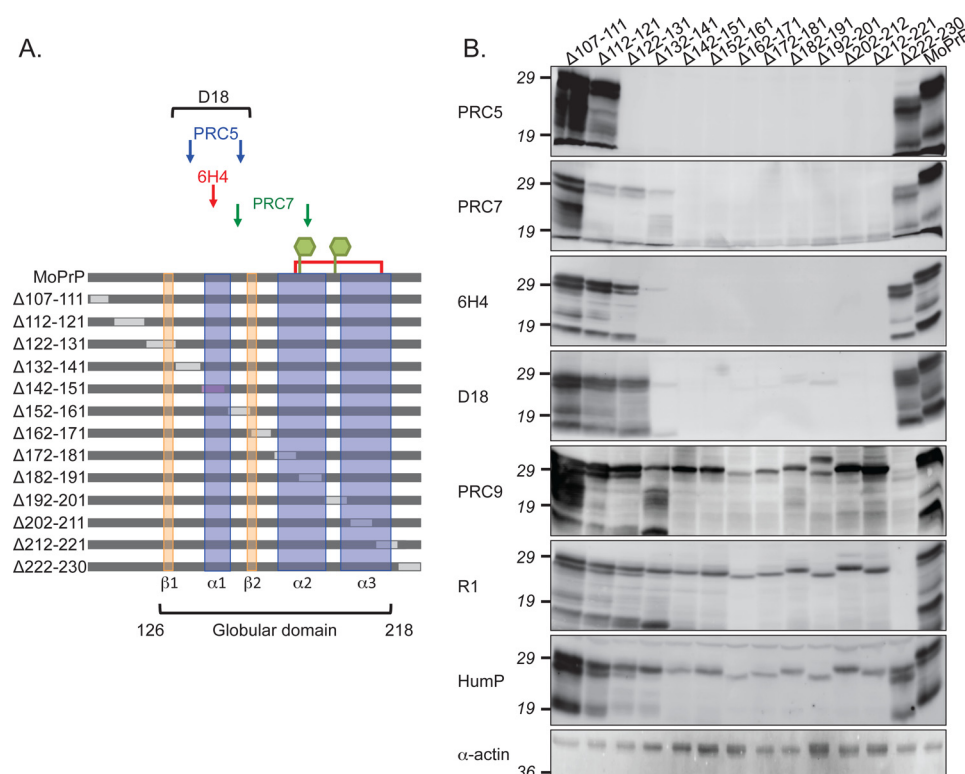 A.
D18
PRC5
6H4
PRC7
MoPrP
Δ107-111
Δ112-121
Δ122-131
Δ132-141
Δ142-151
Δ152-161
Δ162-171
Δ172-181
Δ182-191
Δ192-201
Δ202-211
Δ212-221
Δ222-230
β1 α1 β2 α2 α3
126 Globular domain 218
B.
Δ107-111
Δ112-121
Δ122-131
Δ132-141
Δ142-151
Δ152-161
Δ162-171
Δ172-181
Δ182-191
Δ192-201
Δ202-212
Δ212-221
Δ222-230
MoPrP
29
PRC5
19
29
PRC7
19
29
6H4
19
29
D18
19
29
PRC9
19
29
R1
19
29
HumP
19
α-actin
36